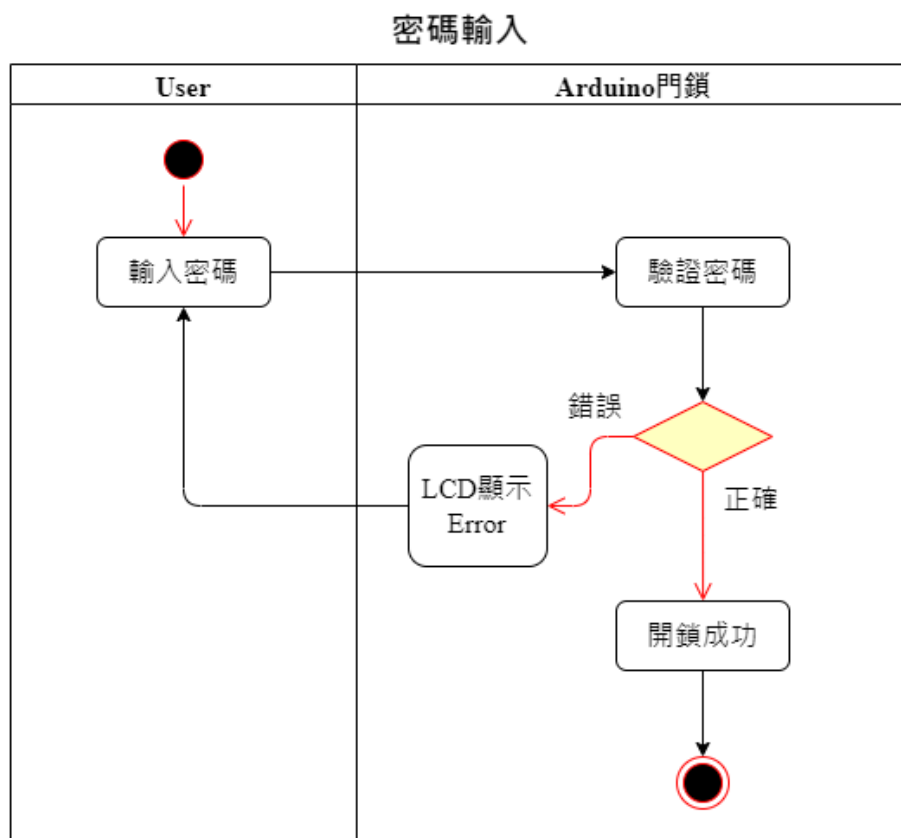 密碼輸入
User
Arduino門鎖
輸入密碼
驗證密碼
錯誤
LCD顯示
Error
正確
開鎖成功